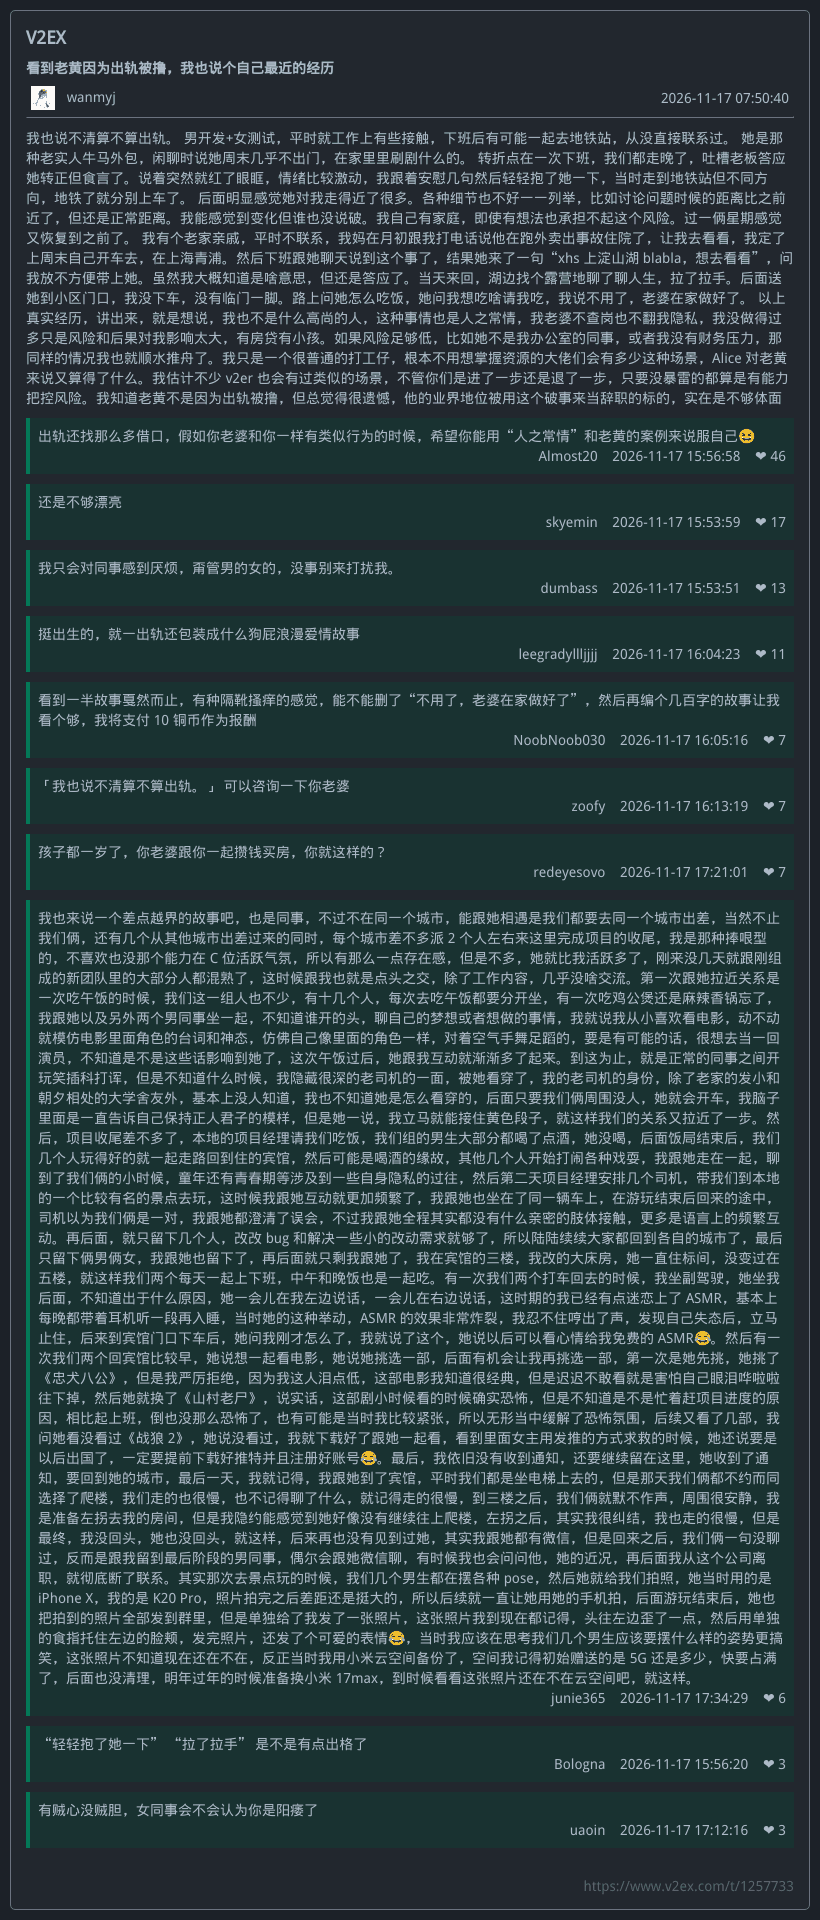 V2EX
看到老黄因为出轨被撸，我也说个自己最近的经历
wanmyj
2026-11-17 07:50:40
我也说不清算不算出轨。 男开发+女测试，平时就工作上有些接触，下班后有可能一起去地铁站，从没直接联系过。 她是那
种老实人牛马外包，闲聊时说她周末几乎不出门，在家里里刷剧什么的。 转折点在一次下班，我们都走晚了，吐槽老板答应
她转正但食言了。说着突然就红了眼眶，情绪比较激动，我跟着安慰几句然后轻轻抱了她一下，当时走到地铁站但不同方
向，地铁了就分别上车了。 后面明显感觉她对我走得近了很多。各种细节也不好一一列举，比如讨论问题时候的距离比之前
近了，但还是正常距离。我能感觉到变化但谁也没说破。我自己有家庭，即使有想法也承担不起这个风险。过一俩星期感觉
又恢复到之前了。 我有个老家亲戚，平时不联系，我妈在月初跟我打电话说他在跑外卖出事故住院了，让我去看看，我定了
上周末自己开车去，在上海青浦。然后下班跟她聊天说到这个事了，结果她来了一句“xhs 上淀山湖 blabla，想去看看”，问
我放不方便带上她。虽然我大概知道是啥意思，但还是答应了。当天来回，湖边找个露营地聊了聊人生，拉了拉手。后面送
她到小区门口，我没下车，没有临门一脚。路上问她怎么吃饭，她问我想吃啥请我吃，我说不用了，老婆在家做好了。 以上
真实经历，讲出来，就是想说，我也不是什么高尚的人，这种事情也是人之常情，我老婆不查岗也不翻我隐私，我没做得过
多只是风险和后果对我影响太大，有房贷有小孩。如果风险足够低，比如她不是我办公室的同事，或者我没有财务压力，那
同样的情况我也就顺水推舟了。我只是一个很普通的打工仔，根本不用想掌握资源的大佬们会有多少这种场景，Alice 对老黄
来说又算得了什么。我估计不少 v2er 也会有过类似的场景，不管你们是进了一步还是退了一步，只要没暴雷的都算是有能力
把控风险。我知道老黄不是因为出轨被撸，但总觉得很遗憾，他的业界地位被用这个破事来当辞职的标的，实在是不够体面
出轨还找那么多借口，假如你老婆和你一样有类似行为的时候，希望你能用“人之常情”和老黄的案例来说服自己😆
Almost20 2026-11-17 15:56:58 ❤ 46
还是不够漂亮
skyemin 2026-11-17 15:53:59 ❤ 17
我只会对同事感到厌烦，甭管男的女的，没事别来打扰我。
dumbass 2026-11-17 15:53:51 ❤ 13
挺出生的，就一出轨还包装成什么狗屁浪漫爱情故事
leegradyllljjjj 2026-11-17 16:04:23 ❤ 11
看到一半故事戛然而止，有种隔靴搔痒的感觉，能不能删了“不用了，老婆在家做好了”，然后再编个几百字的故事让我
看个够，我将支付 10 铜币作为报酬
NoobNoob030 2026-11-17 16:05:16 ❤ 7
「我也说不清算不算出轨。」可以咨询一下你老婆
zoofy 2026-11-17 16:13:19 ❤ 7
孩子都一岁了，你老婆跟你一起攒钱买房，你就这样的？
redeyesovo 2026-11-17 17:21:01 ❤ 7
我也来说一个差点越界的故事吧，也是同事，不过不在同一个城市，能跟她相遇是我们都要去同一个城市出差，当然不止
我们俩，还有几个从其他城市出差过来的同时，每个城市差不多派 2 个人左右来这里完成项目的收尾，我是那种捧哏型
的，不喜欢也没那个能力在 C 位活跃气氛，所以有那么一点存在感，但是不多，她就比我活跃多了，刚来没几天就跟刚组
成的新团队里的大部分人都混熟了，这时候跟我也就是点头之交，除了工作内容，几乎没啥交流。第一次跟她拉近关系是
一次吃午饭的时候，我们这一组人也不少，有十几个人，每次去吃午饭都要分开坐，有一次吃鸡公煲还是麻辣香锅忘了，
我跟她以及另外两个男同事坐一起，不知道谁开的头，聊自己的梦想或者想做的事情，我就说我从小喜欢看电影，动不动
就模仿电影里面角色的台词和神态，仿佛自己像里面的角色一样，对着空气手舞足蹈的，要是有可能的话，很想去当一回
演员，不知道是不是这些话影响到她了，这次午饭过后，她跟我互动就渐渐多了起来。到这为止，就是正常的同事之间开
玩笑插科打诨，但是不知道什么时候，我隐藏很深的老司机的一面，被她看穿了，我的老司机的身份，除了老家的发小和
朝夕相处的大学舍友外，基本上没人知道，我也不知道她是怎么看穿的，后面只要我们俩周围没人，她就会开车，我脑子
里面是一直告诉自己保持正人君子的模样，但是她一说，我立马就能接住黄色段子，就这样我们的关系又拉近了一步。然
后，项目收尾差不多了，本地的项目经理请我们吃饭，我们组的男生大部分都喝了点酒，她没喝，后面饭局结束后，我们
几个人玩得好的就一起走路回到住的宾馆，然后可能是喝酒的缘故，其他几个人开始打闹各种戏耍，我跟她走在一起，聊
到了我们俩的小时候，童年还有青春期等涉及到一些自身隐私的过往，然后第二天项目经理安排几个司机，带我们到本地
的一个比较有名的景点去玩，这时候我跟她互动就更加频繁了，我跟她也坐在了同一辆车上，在游玩结束后回来的途中，
司机以为我们俩是一对，我跟她都澄清了误会，不过我跟她全程其实都没有什么亲密的肢体接触，更多是语言上的频繁互
动。再后面，就只留下几个人，改改 bug 和解决一些小的改动需求就够了，所以陆陆续续大家都回到各自的城市了，最后
只留下俩男俩女，我跟她也留下了，再后面就只剩我跟她了，我在宾馆的三楼，我改的大床房，她一直住标间，没变过在
五楼，就这样我们两个每天一起上下班，中午和晚饭也是一起吃。有一次我们两个打车回去的时候，我坐副驾驶，她坐我
后面，不知道出于什么原因，她一会儿在我左边说话，一会儿在右边说话，这时期的我已经有点迷恋上了 ASMR，基本上
每晚都带着耳机听一段再入睡，当时她的这种举动，ASMR 的效果非常炸裂，我忍不住哼出了声，发现自己失态后，立马
止住，后来到宾馆门口下车后，她问我刚才怎么了，我就说了这个，她说以后可以看心情给我免费的 ASMR😂。然后有一
次我们两个回宾馆比较早，她说想一起看电影，她说她挑选一部，后面有机会让我再挑选一部，第一次是她先挑，她挑了
《忠犬八公》，但是我严厉拒绝，因为我这人泪点低，这部电影我知道很经典，但是迟迟不敢看就是害怕自己眼泪哗啦啦
往下掉，然后她就换了《山村老尸》，说实话，这部剧小时候看的时候确实恐怖，但是不知道是不是忙着赶项目进度的原
因，相比起上班，倒也没那么恐怖了，也有可能是当时我比较紧张，所以无形当中缓解了恐怖氛围，后续又看了几部，我
问她看没看过《战狼 2》，她说没看过，我就下载好了跟她一起看，看到里面女主用发推的方式求救的时候，她还说要是
以后出国了，一定要提前下载好推特并且注册好账号😂。最后，我依旧没有收到通知，还要继续留在这里，她收到了通
知，要回到她的城市，最后一天，我就记得，我跟她到了宾馆，平时我们都是坐电梯上去的，但是那天我们俩都不约而同
选择了爬楼，我们走的也很慢，也不记得聊了什么，就记得走的很慢，到三楼之后，我们俩就默不作声，周围很安静，我
是准备左拐去我的房间，但是我隐约能感觉到她好像没有继续往上爬楼，左拐之后，其实我很纠结，我也走的很慢，但是
最终，我没回头，她也没回头，就这样，后来再也没有见到过她，其实我跟她都有微信，但是回来之后，我们俩一句没聊
过，反而是跟我留到最后阶段的男同事，偶尔会跟她微信聊，有时候我也会问问他，她的近况，再后面我从这个公司离
职，就彻底断了联系。其实那次去景点玩的时候，我们几个男生都在摆各种 pose，然后她就给我们拍照，她当时用的是
iPhone X，我的是 K20 Pro，照片拍完之后差距还是挺大的，所以后续就一直让她用她的手机拍，后面游玩结束后，她也
把拍到的照片全部发到群里，但是单独给了我发了一张照片，这张照片我到现在都记得，头往左边歪了一点，然后用单独
的食指托住左边的脸颊，发完照片，还发了个可爱的表情😂，当时我应该在思考我们几个男生应该要摆什么样的姿势更搞
笑，这张照片不知道现在还在不在，反正当时我用小米云空间备份了，空间我记得初始赠送的是 5G 还是多少，快要占满
了，后面也没清理，明年过年的时候准备换小米 17max，到时候看看这张照片还在不在云空间吧，就这样。
junie365 2026-11-17 17:34:29 ❤ 6
“轻轻抱了她一下” “拉了拉手” 是不是有点出格了
Bologna 2026-11-17 15:56:20 ❤ 3
有贼心没贼胆，女同事会不会认为你是阳痿了
uaoin 2026-11-17 17:12:16 ❤ 3
https://www.v2ex.com/t/1257733